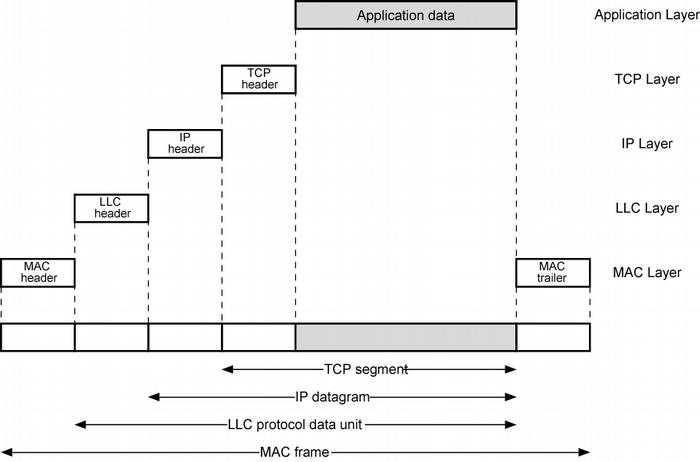 Application data
Application Layer
TCP
header
TCP Layer
IP
header
IP Layer
LLC
header
LLC Layer
MAC
header
MAC
trailer
MAC Layer
TCP segment
IP datagram
LLC protocol data unit
MAC frame